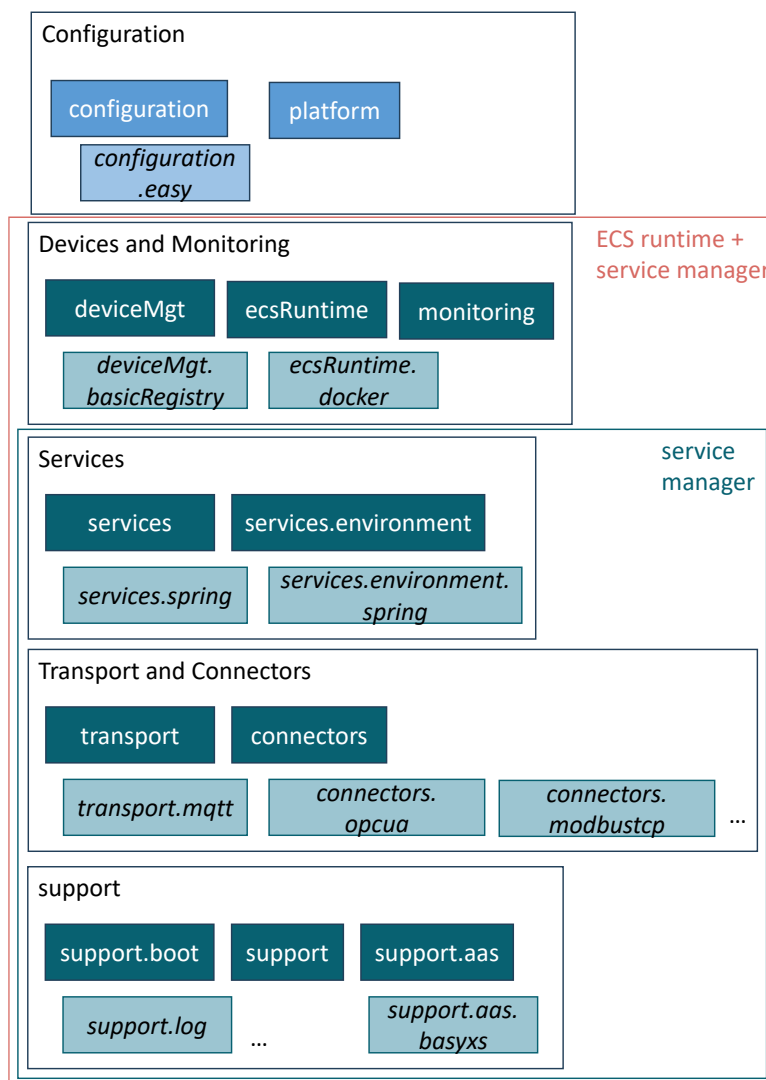 Configuration
configuration
platform
configuration
.easy
ECS runtime +
service manager
Devices and Monitoring
deviceMgt
ecsRuntime
monitoring
deviceMgt.
basicRegistry
ecsRuntime.
docker
service
manager
Services
services
services.environment
services.spring
services.environment.
spring
Transport and Connectors
transport
connectors
transport.mqtt
connectors.
opcua
connectors.
modbustcp
...
support
support.boot
support
support.aas
support.log
...
support.aas.
basyxs